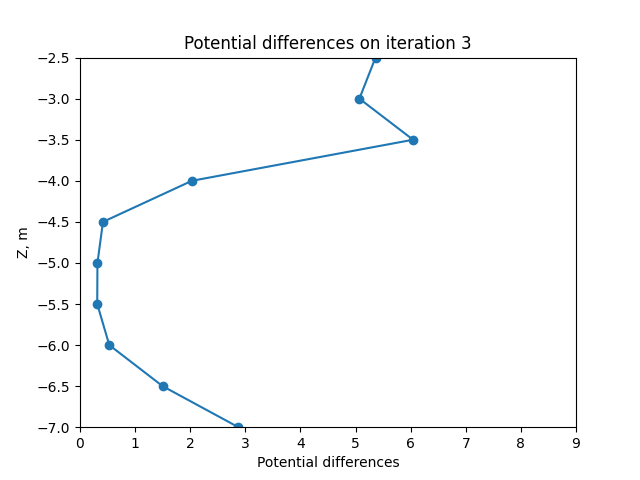 Potential differences on iteration 3
−2.5
−3.0
−3.5
−4.0
−4.5
−5.0
−5.5
−6.0
−6.5
−7.0
Z, m
0 1 2 3 4 5 6 7 8 9
Potential differences